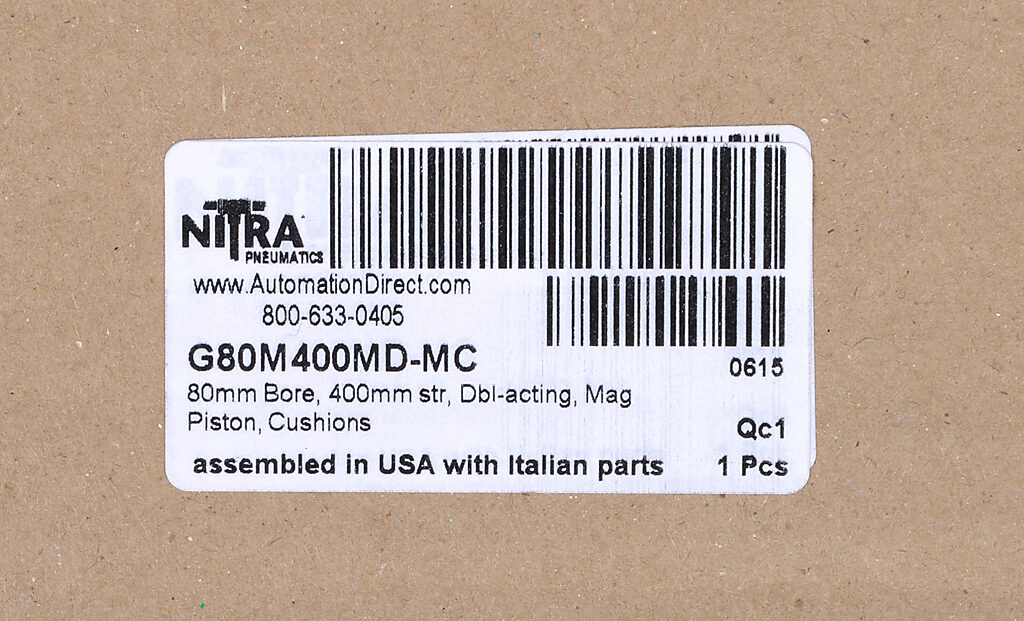 NITRA
PNEUMATICS
www.AutomationDirect.com
800-633-0405
G80M400MD-MC
0615
80mm Bore, 400mm str, Dbl-acting, Mag
Piston, Cushions
Qc1
assembled in USA with Italian parts
1 Pcs